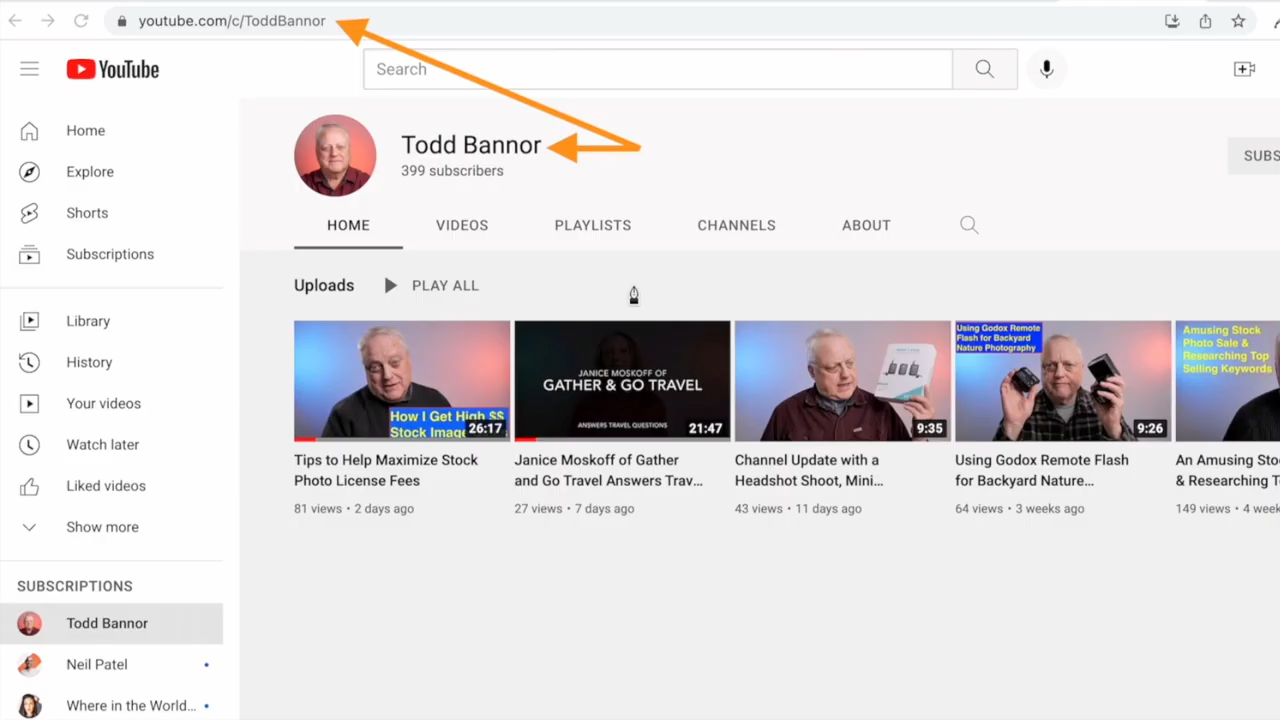 youtube.com/c/ToddBannor
YouTube
Search
Home
Explore
Shorts
Subscriptions
Library
History
Your videos
Watch later
Liked videos
Show more
SUBSCRIPTIONS
Todd Bannor
Neil Patel
Where in the World...
Todd Bannor
399 subscribers
SUBS
HOME
VIDEOS
PLAYLISTS
CHANNELS
ABOUT
Uploads
PLAY ALL
How I Get High $$
Stock Image
26:17
Tips to Help Maximize Stock
Photo License Fees
81 views • 2 days ago
JANICE MOSKOFF OF
GATHER & GO TRAVEL
ANSWERS TRAVEL QUESTIONS
21:47
Janice Moskoff of Gather
and Go Travel Answers Trav...
27 views • 7 days ago
9:35
Channel Update with a
Headshot Shoot, Mini...
43 views • 11 days ago
Using Godox Remote
Flash for Backyard
Nature Photography
9:26
Using Godox Remote Flash
for Backyard Nature...
64 views • 3 weeks ago
Amusing Stock
Photo Sale &
Researching Top
Selling Keywords
An Amusing Sto
& Researching To
149 views • 4 week